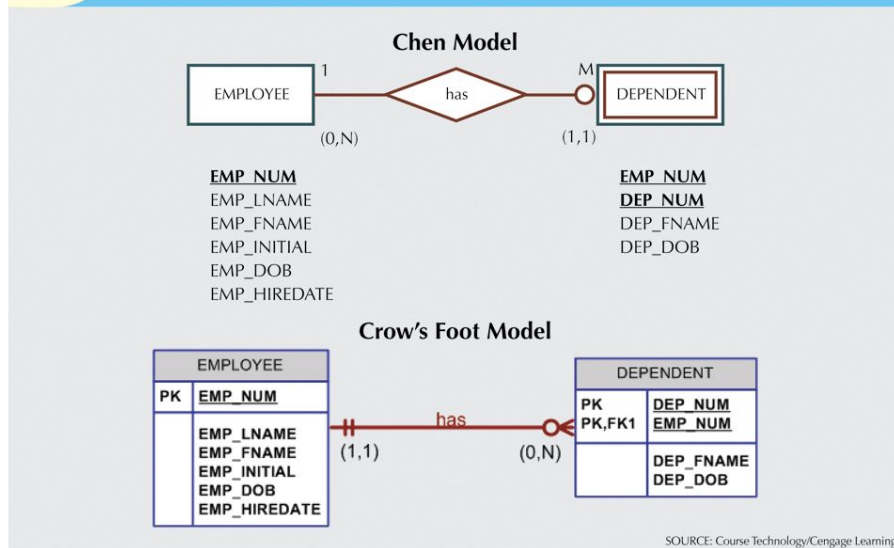 Chen Model
1 M
EMPLOYEE has DEPENDENT
(0,N) (1,1)
EMP_NUM
EMP_LNAME
EMP_FNAME
EMP_INITIAL
EMP_DOB
EMP_HIREDATE
EMP_NUM
DEP_NUM
DEP_FNAME
DEP_DOB
Crow's Foot Model
EMPLOYEE
PK EMP_NUM
EMP_LNAME
EMP_FNAME
EMP_INITIAL
EMP_DOB
EMP_HIREDATE
has
(1,1) (0,N)
DEPENDENT
PK DEP_NUM
PK,FK1 EMP_NUM
DEP_FNAME
DEP_DOB
SOURCE: Course Technology/Cengage Learning